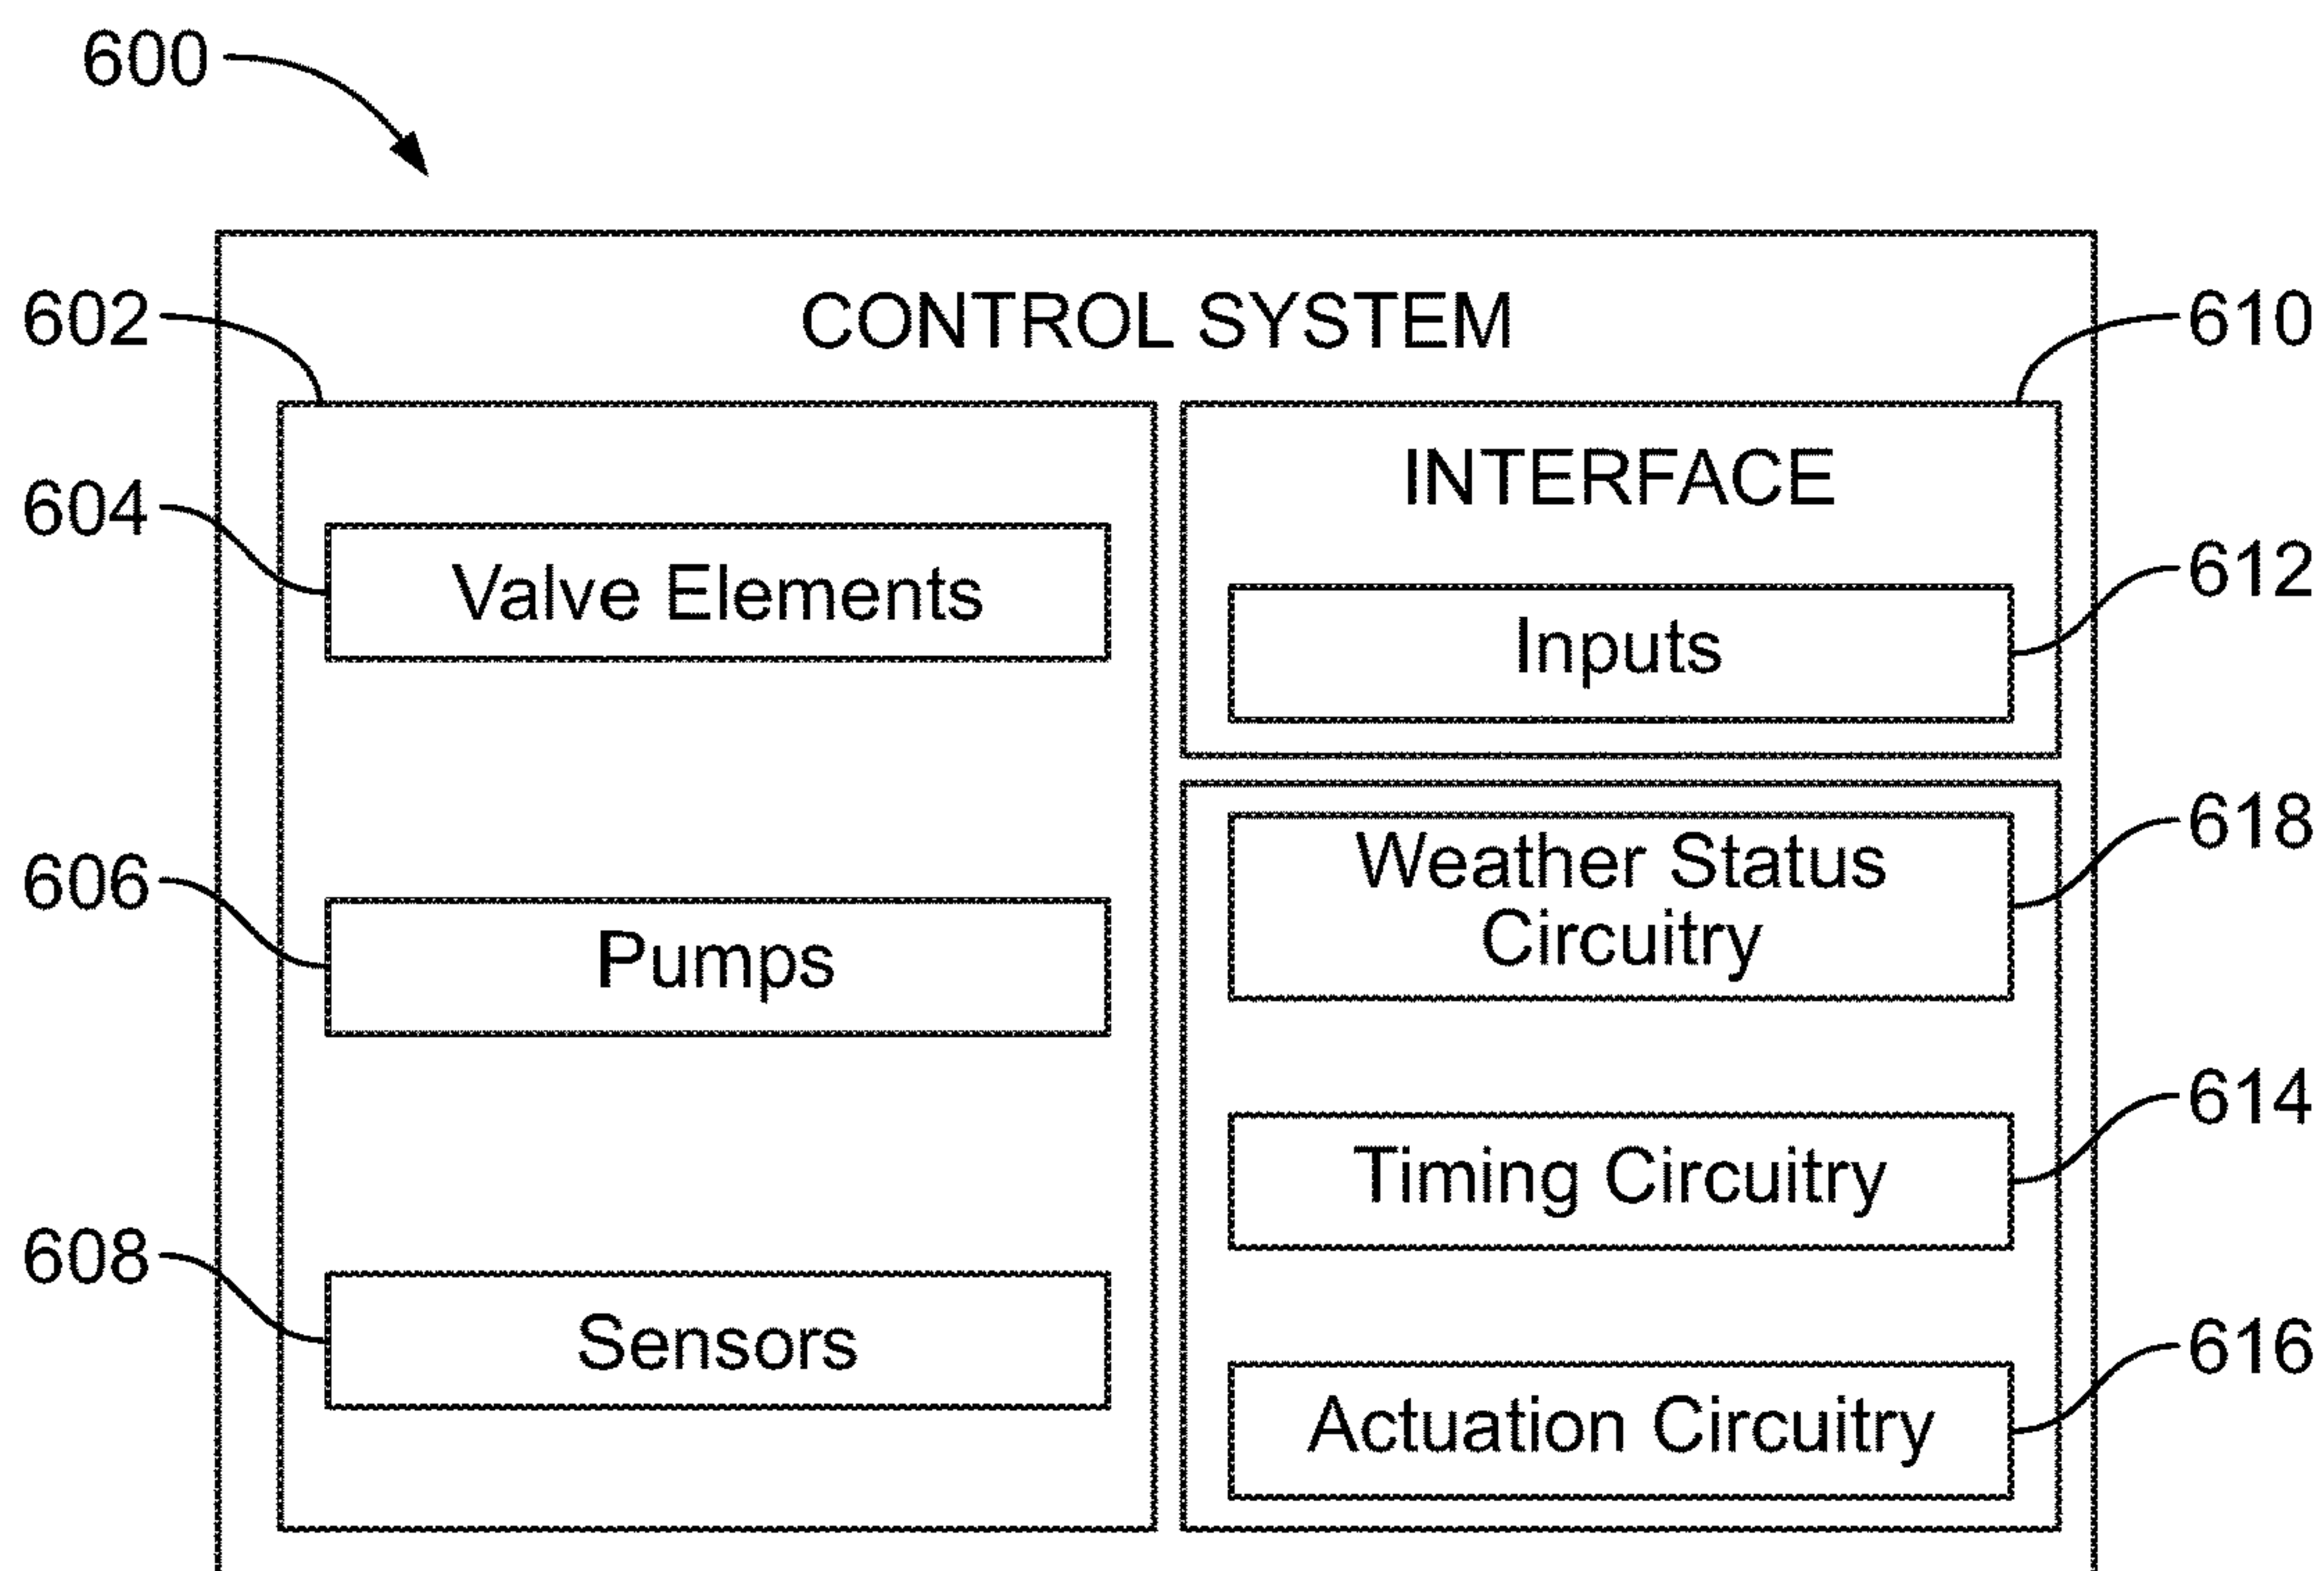 600
CONTROL SYSTEM
602
610
INTERFACE
604
Valve Elements
612
Inputs
618
Weather Status
Circuitry
606
Pumps
614
Timing Circuitry
608
Sensors
616
Actuation Circuitry